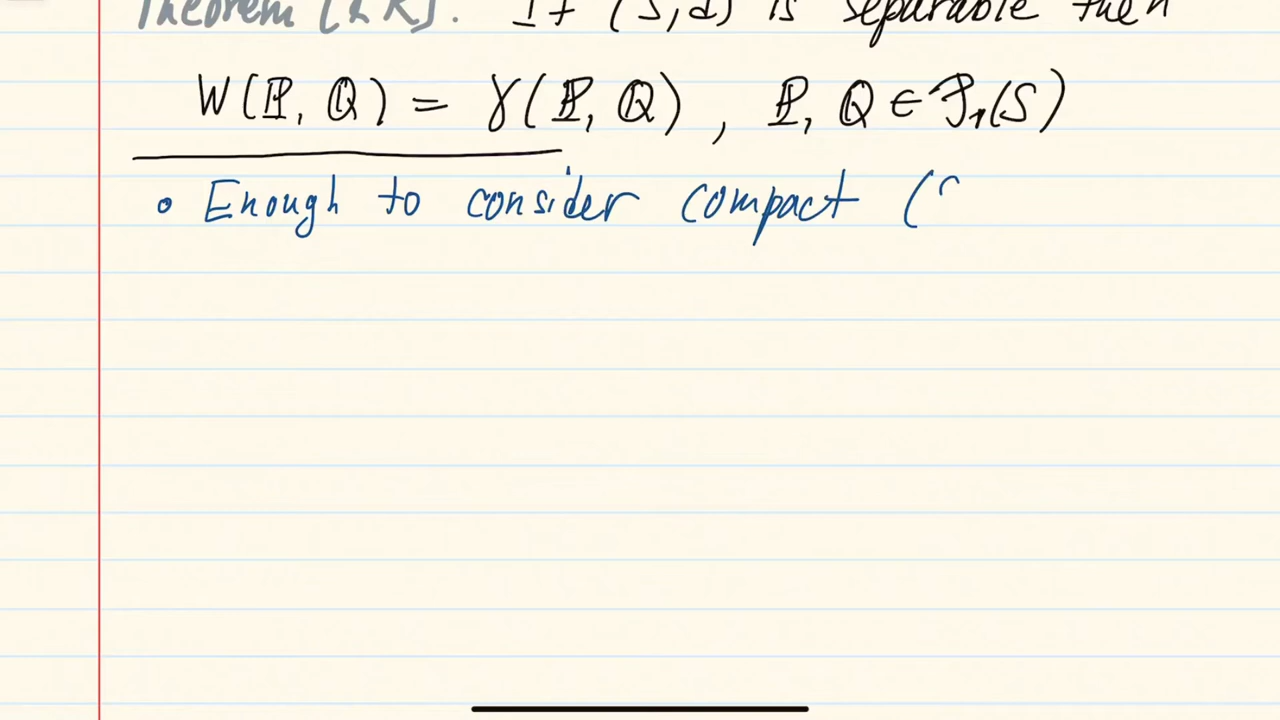 Theorem [KR]. If (S, d) is separable then
W(ℙ, ℚ) = γ(ℙ, ℚ), ℙ, ℚ ∈ 𝒫₁(S)
• Enough to consider compact (